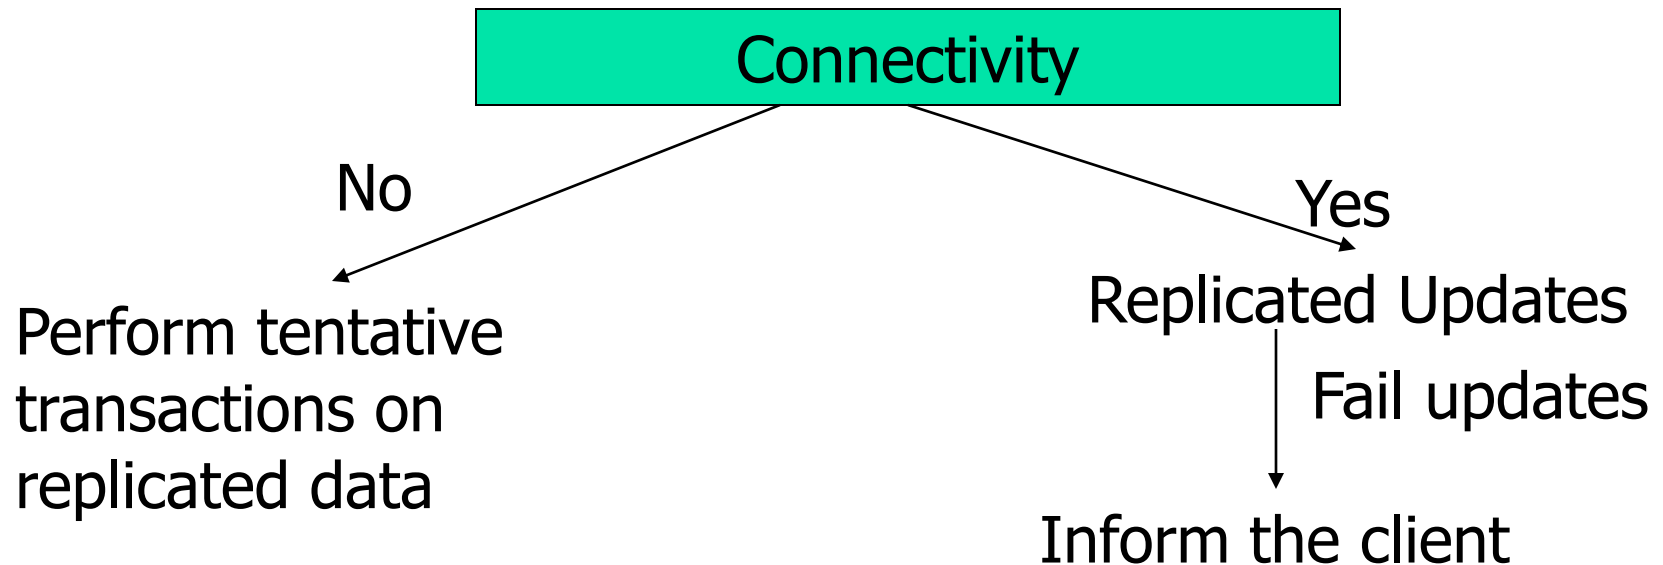 Connectivity
No
Yes
Perform tentative
transactions on
replicated data
Replicated Updates
Fail updates
Inform the client